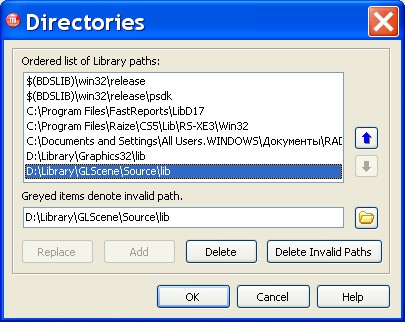 Directories
Ordered list of Library paths:
$(BDSLIB)\win32\release
$(BDSLIB)\win32\release\psdk
C:\Program Files\FastReports\LibD17
C:\Program Files\Raize\CS5\Lib\RS-XE3\Win32
C:\Documents and Settings\All Users.WINDOWS\Документы\RAD
D:\Library\Graphics32\lib
D:\Library\GLScene\Source\lib
Greyed items denote invalid path.
D:\Library\GLScene\Source\lib
Replace Add Delete Delete Invalid Paths
OK Cancel Help